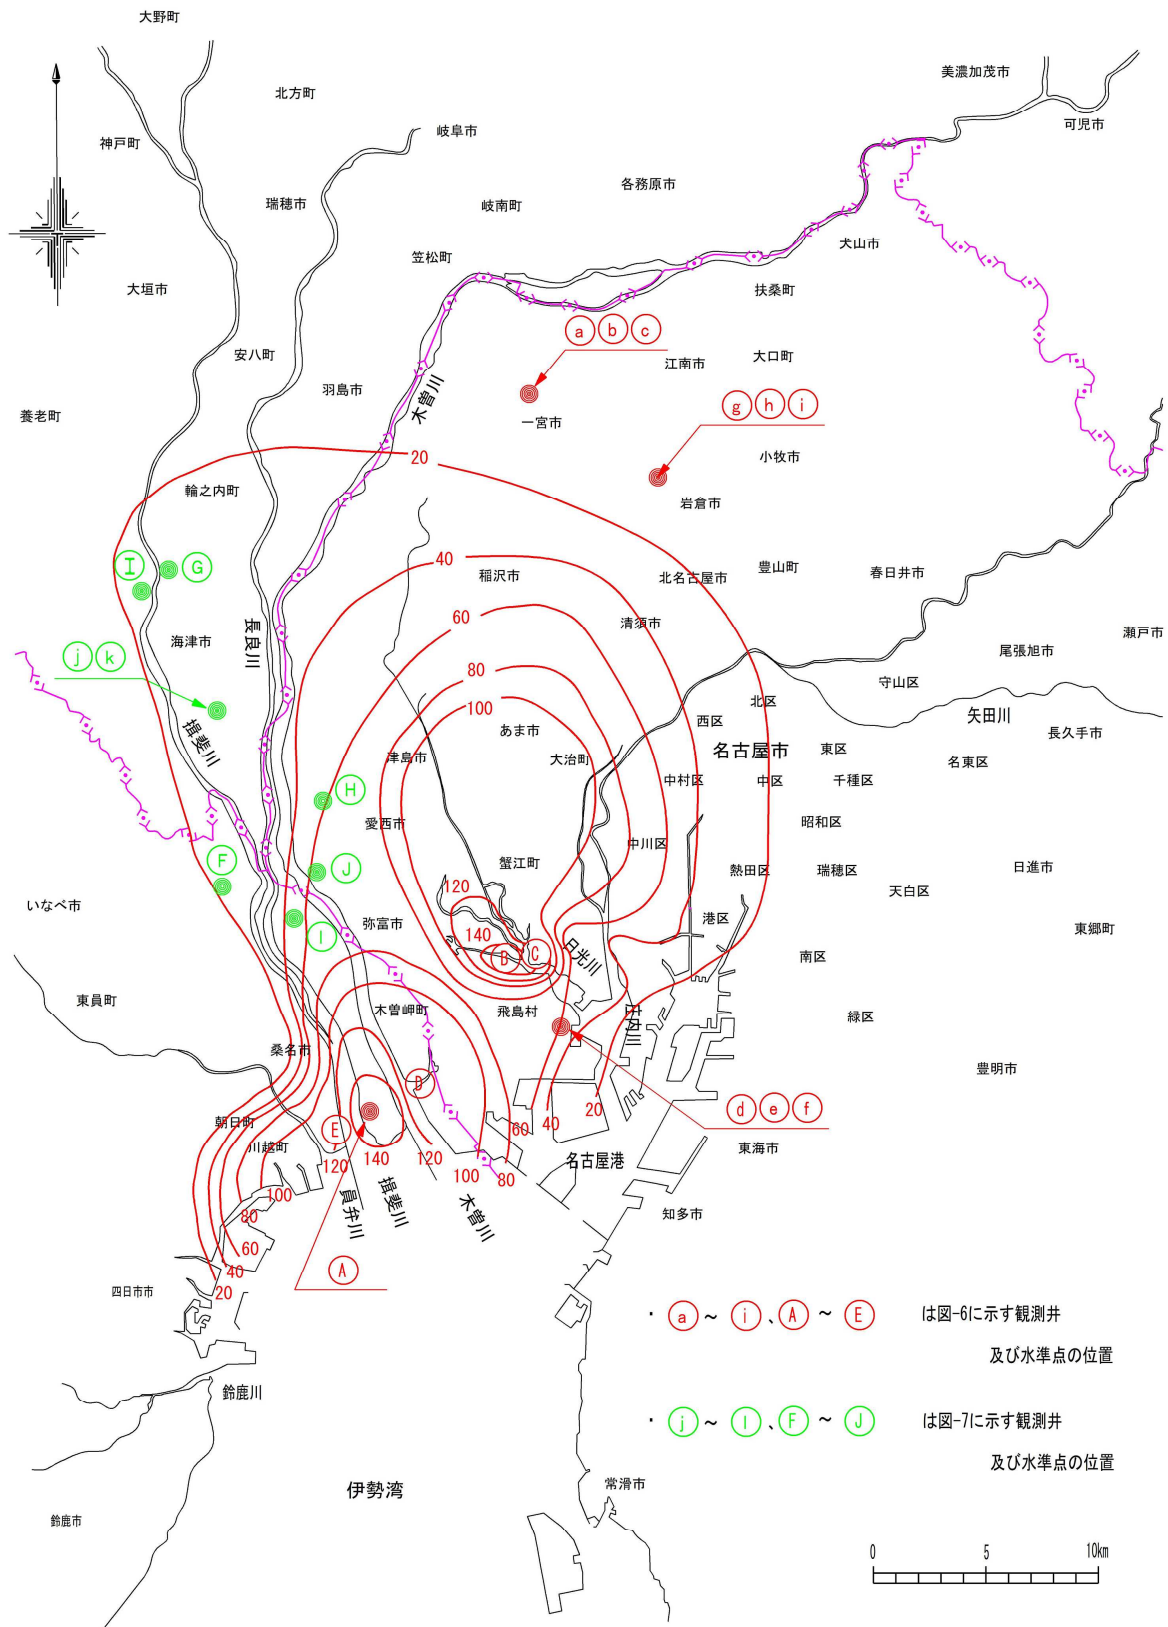 大野町
北方町
岐阜市
神戸町
美濃加茂市
可児市
各務原市
瑞穂市
岐南町
笠松町
犬山市
大垣市
扶桑町
a b c
安八町
江南市
大口町
羽島市
木曽川
養老町
一宮市
g h i
小牧市
20
輪之内町
岩倉市
40
稲沢市
北名古屋市
豊山町
春日井市
I
G
60
清須市
瀬戸市
海津市
長良川
尾張旭市
j k
80
守山区
100
北区
矢田川
揖斐川
あま市
西区
長久手市
津島市
大治町
名古屋市
東区
名東区
中村区
中区
千種区
H
愛西市
昭和区
中川区
F
J
蟹江町
熱田区
瑞穂区
日進市
120
天白区
いなべ市
弥富市
港区
東郷町
l
140
B
C
日光川
南区
東員町
木曽岬町
飛島村
庄内川
緑区
桑名市
豊明市
D
d e f
朝日町
20
40
60
E
川越町
東海市
120
140
120
名古屋港
100
80
100
員弁川
揖斐川
木曽川
80
知多市
60
A
40
20
四日市市
・ a ～ i 、 A ～ E は図-6に示す観測井
及び水準点の位置
鈴鹿川
・ j ～ l 、 F ～ J は図-7に示す観測井
及び水準点の位置
伊勢湾
常滑市
鈴鹿市
0 5 10km